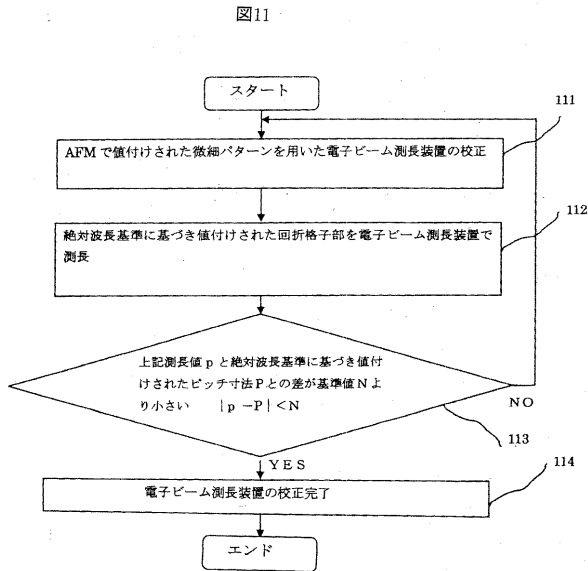 図11
スタート
111
AFMで値付けされた微細パターンを用いた電子ビーム測長装置の校正
112
絶対波長基準に基づき値付けされた回折格子部を電子ビーム測長装置で
測長
上記測長値pと絶対波長基準に基づき値付
けされたピッチ寸法Pとの差が基準値Nよ
り小さい |p－P|＜N
NO
113
YES
114
電子ビーム測長装置の校正完了
エンド